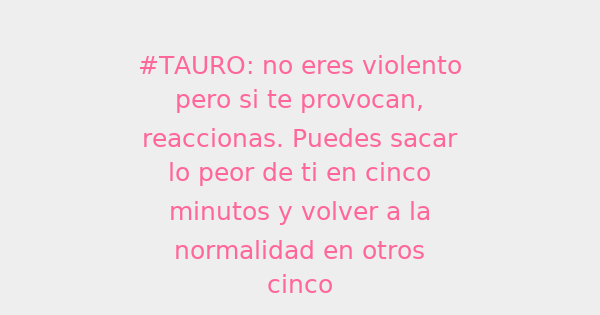 #TAURO: no eres violento
pero si te provocan,
reaccionas. Puedes sacar
lo peor de ti en cinco
minutos y volver a la
normalidad en otros
cinco